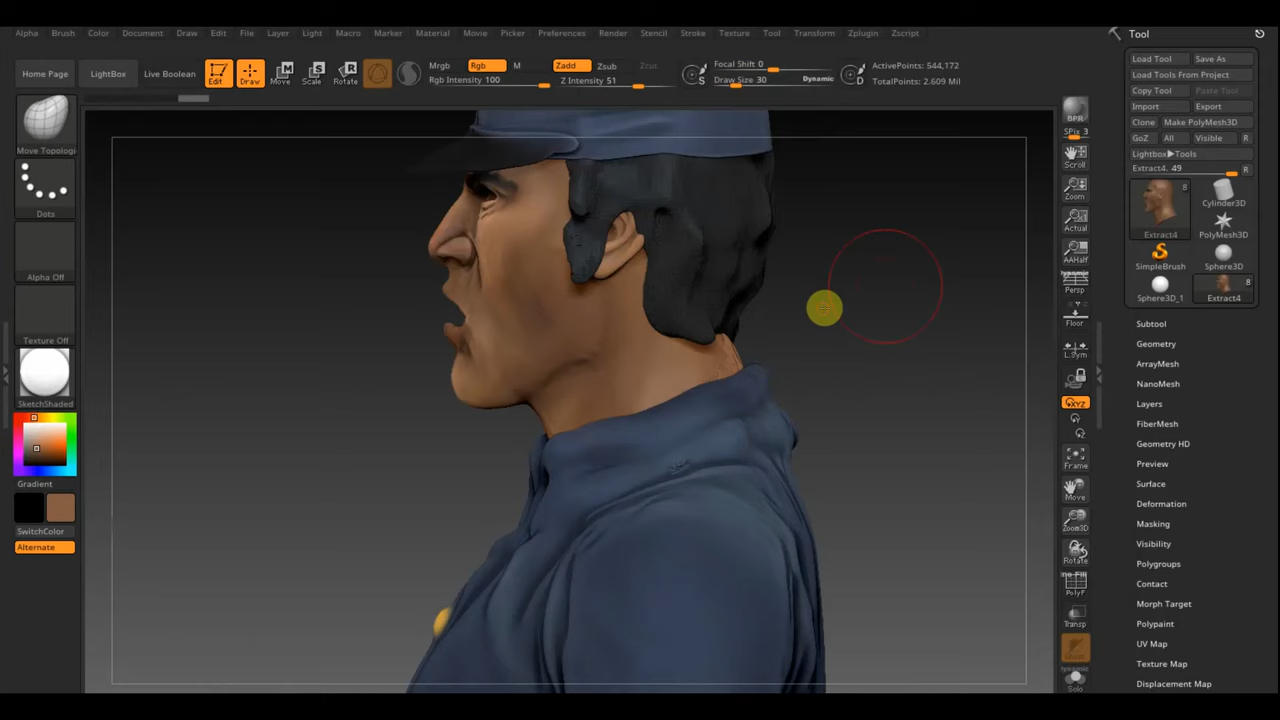 Alpha Brush Color Document Draw Edit File Layer Light Macro Marker Material Movie Picker Preferences Render Stencil Stroke Texture Tool Transform Zplugin Zscript
Tool
Home Page LightBox Live Boolean Edit Draw Move Scale Rotate
Mrgb Rgb M
Rgb Intensity 100
Zadd Zsub Zcut
Z Intensity 51
S
Focal Shift 0
Draw Size 30 Dynamic
D
ActivePoints: 544,172
TotalPoints: 2.609 Mil
Move Topologi
Dots
Alpha Off
Texture Off
SketchShaded
Gradient
SwitchColor
Alternate
BPR
SPix 3
Scroll
Zoom
Actual
AAHalf
Dynamic
Persp
Floor
L.Sym
XYZ
Frame
Move
Zoom3D
Rotate
PolyF
Transp
Ghost
Dynamic
Solo
Load Tool Save As
Load Tools From Project
Copy Tool Paste Tool
Import Export
Clone Make PolyMesh3D
GoZ All Visible R
Lightbox▶Tools
Extract4. 49 R
8
Extract4
Cylinder3D
PolyMesh3D
SimpleBrush Sphere3D
8
Sphere3D_1 Extract4
Subtool
Geometry
ArrayMesh
NanoMesh
Layers
FiberMesh
Geometry HD
Preview
Surface
Deformation
Masking
Visibility
Polygroups
Contact
Morph Target
Polypaint
UV Map
Texture Map
Displacement Map